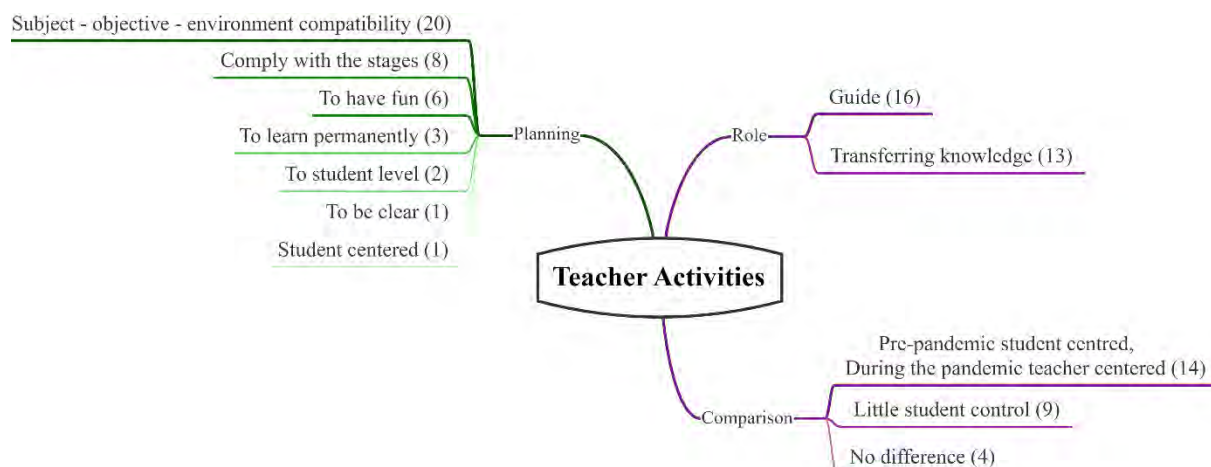 Subject - objective - environment compatibility (20)
Comply with the stages (8)
To have fun (6)
To learn permanently (3)
To student level (2)
To be clear (1)
Student centered (1)
Planning
Role
Guide (16)
Transferring knowledge (13)
Teacher Activities
Comparison
Pre-pandemic student centred,
During the pandemic teacher centered (14)
Little student control (9)
No difference (4)